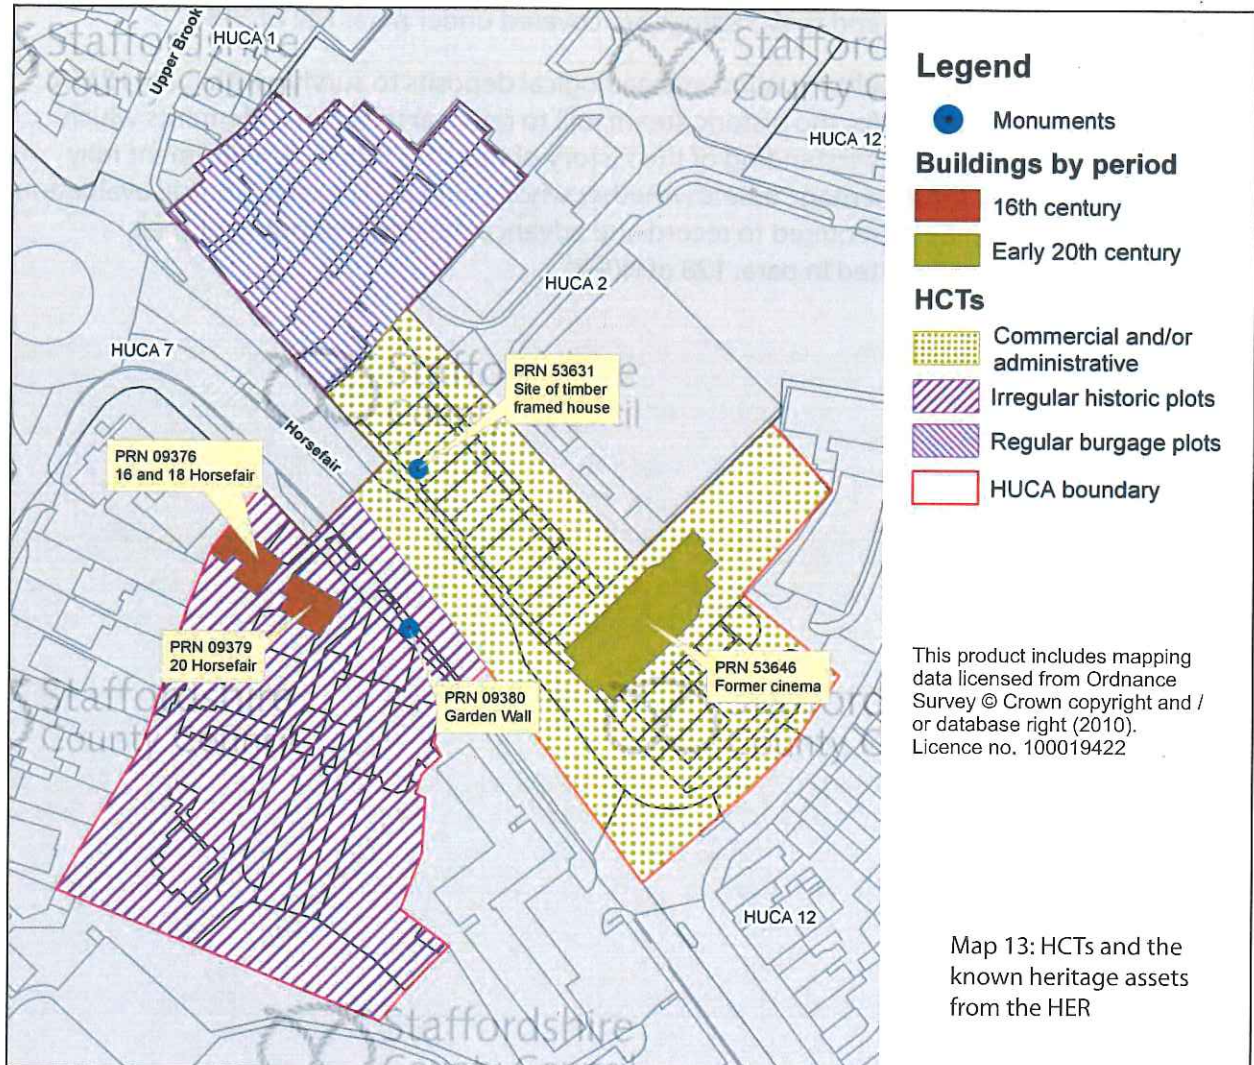 HUCA 1
Upper Brook
Staffordshire
County Council
HUCA 12
HUCA 2
HUCA 7
Horsefair
PRN 53631
Site of timber
framed house
PRN 09376
16 and 18 Horsefair
PRN 09379
20 Horsefair
PRN 09380
Garden Wall
PRN 53646
Former cinema
HUCA 12
Staffordshire
Legend
Monuments
Buildings by period
16th century
Early 20th century
HCTs
Commercial and/or
administrative
Irregular historic plots
Regular burgage plots
HUCA boundary
This product includes mapping
data licensed from Ordnance
Survey © Crown copyright and /
or database right (2010).
Licence no. 100019422
Map 13: HCTs and the
known heritage assets
from the HER